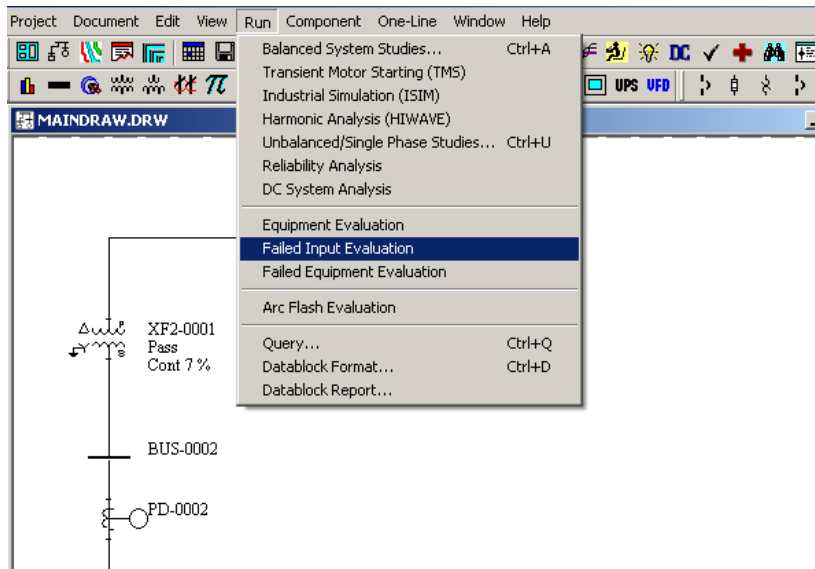 Project Document Edit View Run Component One-Line Window Help
DC
UPS VFD
MAINDRAW.DRW
Balanced System Studies... Ctrl+A
Transient Motor Starting (TMS)
Industrial Simulation (ISIM)
Harmonic Analysis (HIWAVE)
Unbalanced/Single Phase Studies... Ctrl+U
Reliability Analysis
DC System Analysis
Equipment Evaluation
Failed Input Evaluation
Failed Equipment Evaluation
Arc Flash Evaluation
Query... Ctrl+Q
Datablock Format... Ctrl+D
Datablock Report...
XF2-0001
Pass
Cont 7 %
BUS-0002
PD-0002